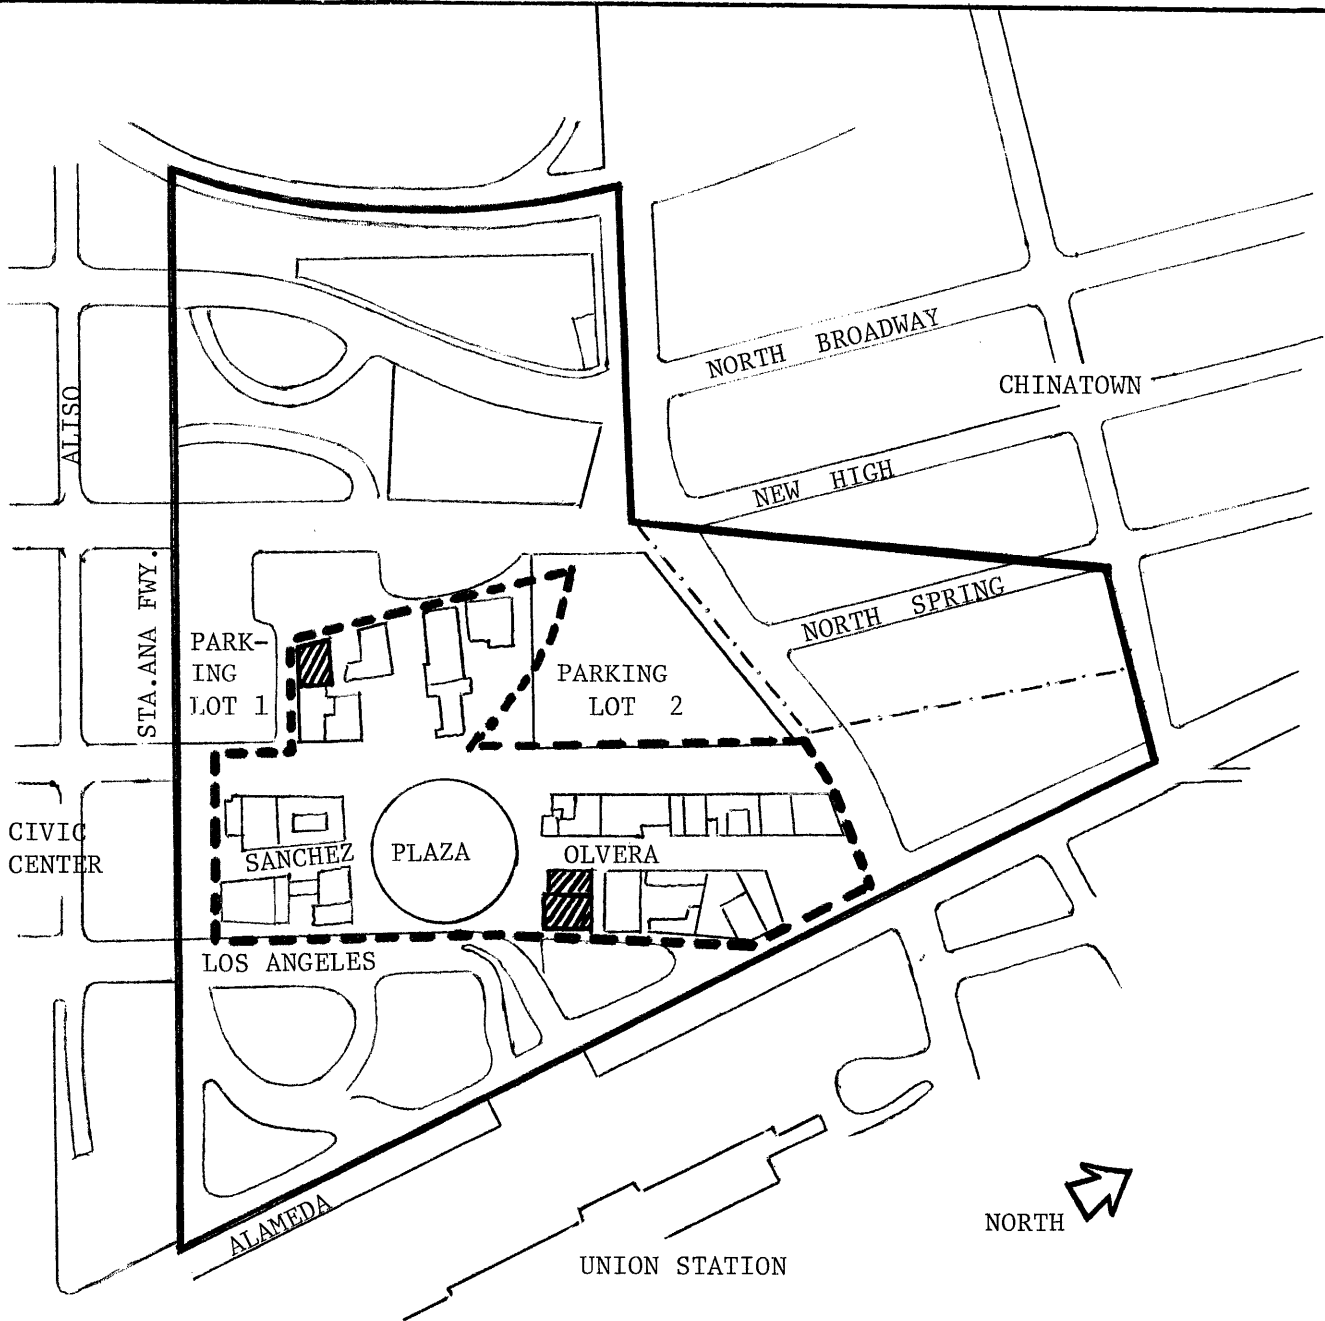 NORTH BROADWAY
CHINATOWN
ALISO
NEW HIGH
STA.ANA FWY.
NORTH SPRING
PARK-
ING
LOT 1
PARKING
LOT 2
CIVIC
CENTER
SANCHEZ
PLAZA
OLVERA
LOS ANGELES
ALAMEDA
NORTH
UNION STATION